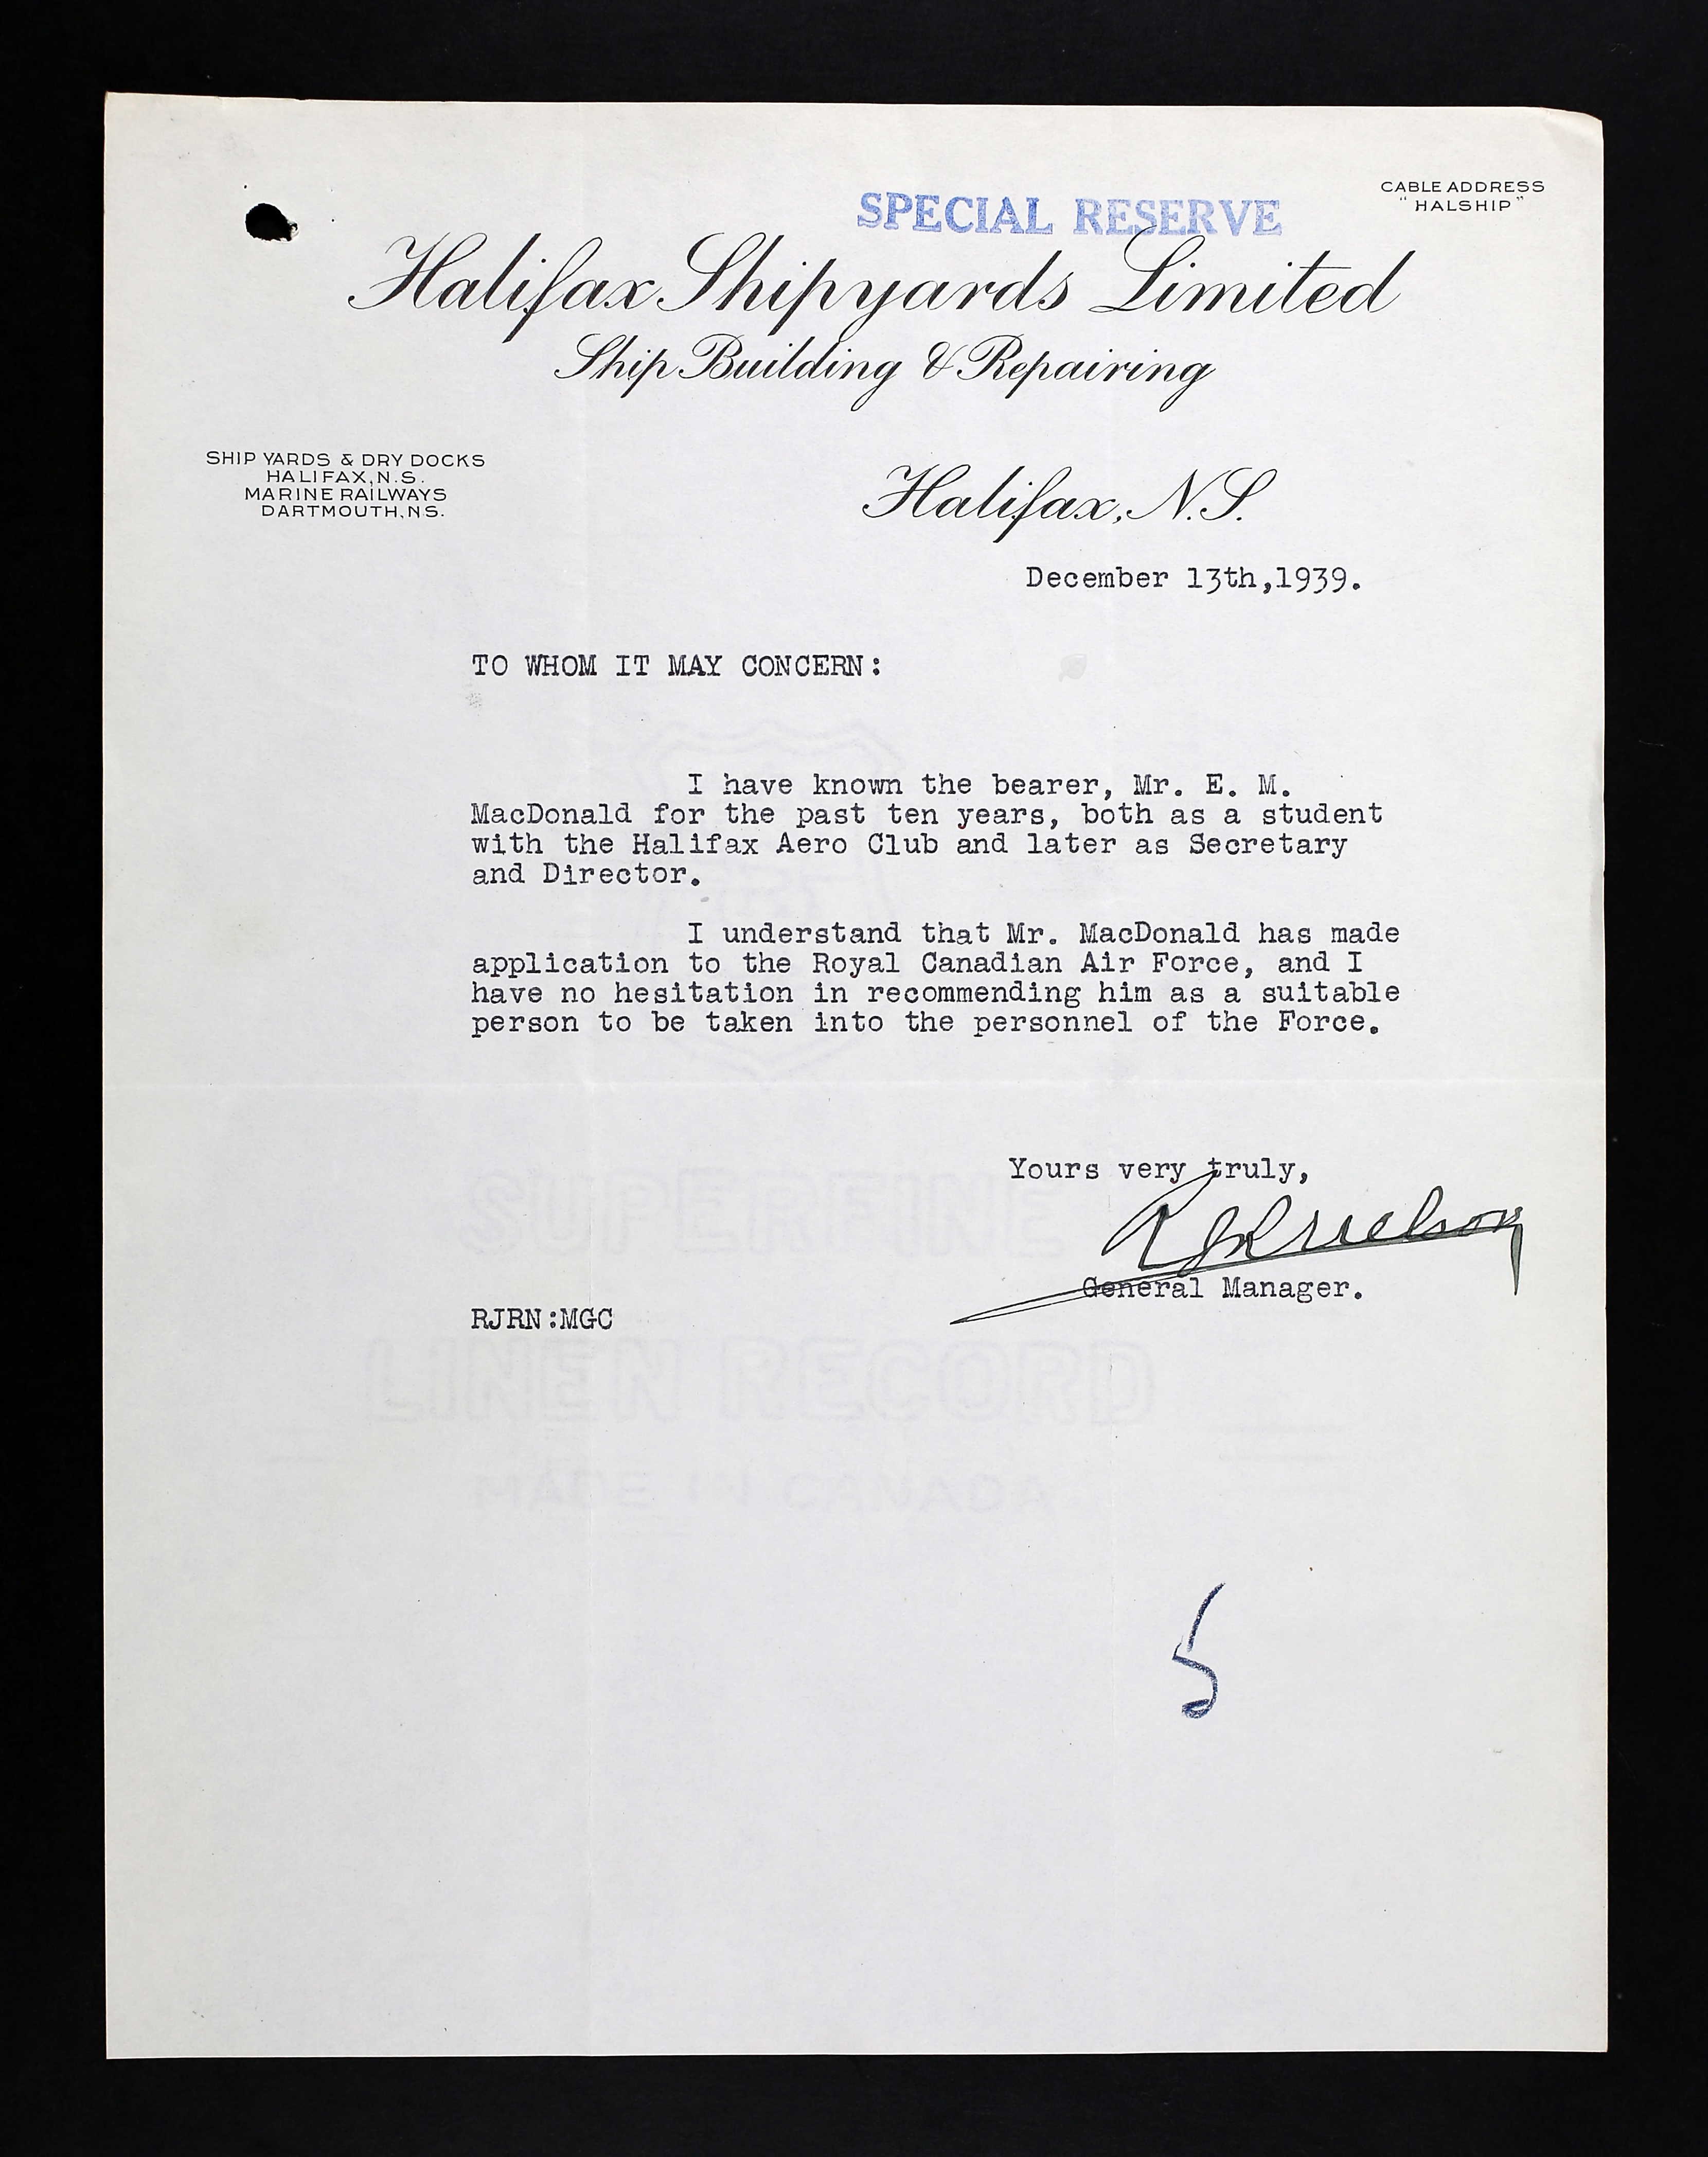 SPECIAL RESERVE
CABLE ADDRESS
"HALSHIP"
Halifax Shipyards Limited
Ship Building & Repairing
SHIP YARDS & DRY DOCKS
HALIFAX, N.S.
MARINE RAILWAYS
DARTMOUTH, N.S.
Halifax, N.S.
December 13th,1939.
TO WHOM IT MAY CONCERN:
I have known the bearer, Mr. E. M.
MacDonald for the past ten years, both as a student
with the Halifax Aero Club and later as Secretary
and Director.
I understand that Mr. MacDonald has made
application to the Royal Canadian Air Force, and I
have no hesitation in recommending him as a suitable
person to be taken into the personnel of the Force.
Yours very truly,
RJRNelson
General Manager.
RJRN:MGC
SUPERFINE
LINEN RECORD
MADE IN CANADA
5